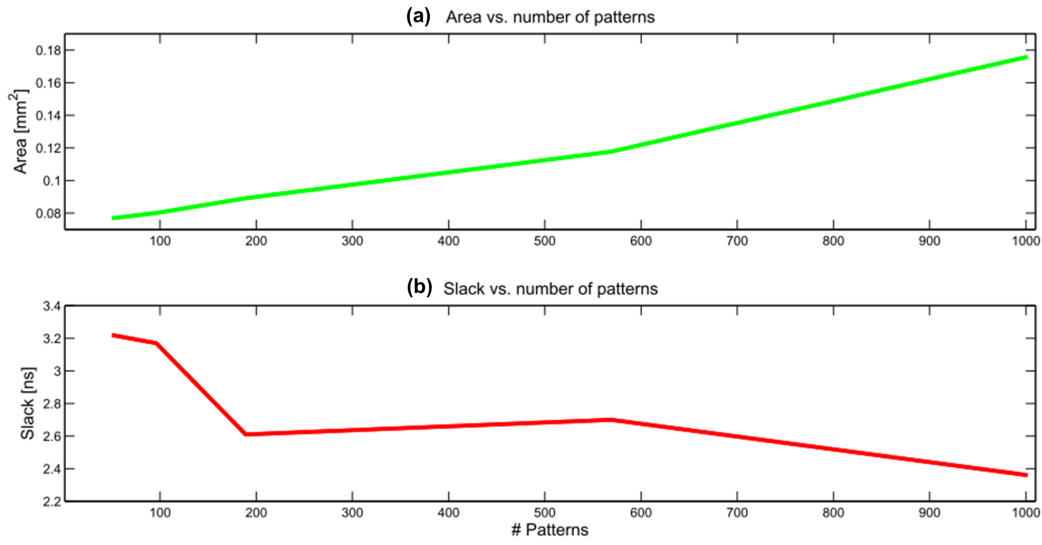 (a) Area vs. number of patterns
Area [mm²]
0.18
0.16
0.14
0.12
0.1
0.08
100 200 300 400 500 600 700 800 900 1000
(b) Slack vs. number of patterns
Slack [ns]
3.4
3.2
3
2.8
2.6
2.4
2.2
100 200 300 400 500 600 700 800 900 1000
# Patterns